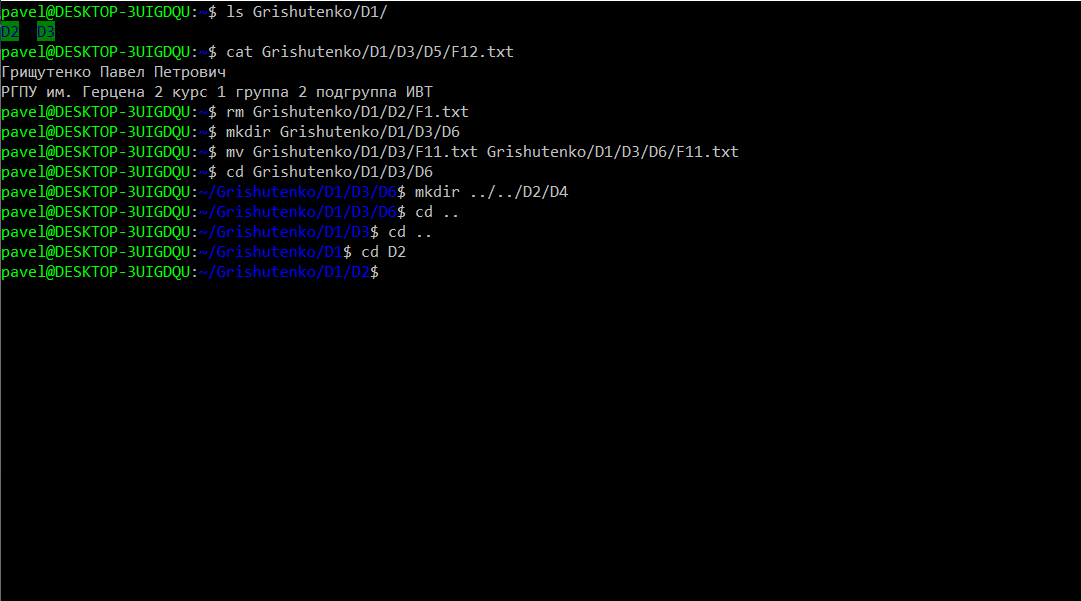 pavel@DESKTOP-3UIGDQU:~$ ls Grishutenko/D1/
D2  D3
pavel@DESKTOP-3UIGDQU:~$ cat Grishutenko/D1/D3/D5/F12.txt
Грищутенко Павел Петрович
РГПУ им. Герцена 2 курс 1 группа 2 подгруппа ИВТ
pavel@DESKTOP-3UIGDQU:~$ rm Grishutenko/D1/D2/F1.txt
pavel@DESKTOP-3UIGDQU:~$ mkdir Grishutenko/D1/D3/D6
pavel@DESKTOP-3UIGDQU:~$ mv Grishutenko/D1/D3/F11.txt Grishutenko/D1/D3/D6/F11.txt
pavel@DESKTOP-3UIGDQU:~$ cd Grishutenko/D1/D3/D6
pavel@DESKTOP-3UIGDQU:~/Grishutenko/D1/D3/D6$ mkdir ../../D2/D4
pavel@DESKTOP-3UIGDQU:~/Grishutenko/D1/D3/D6$ cd ..
pavel@DESKTOP-3UIGDQU:~/Grishutenko/D1/D3$ cd ..
pavel@DESKTOP-3UIGDQU:~/Grishutenko/D1$ cd D2
pavel@DESKTOP-3UIGDQU:~/Grishutenko/D1/D2$